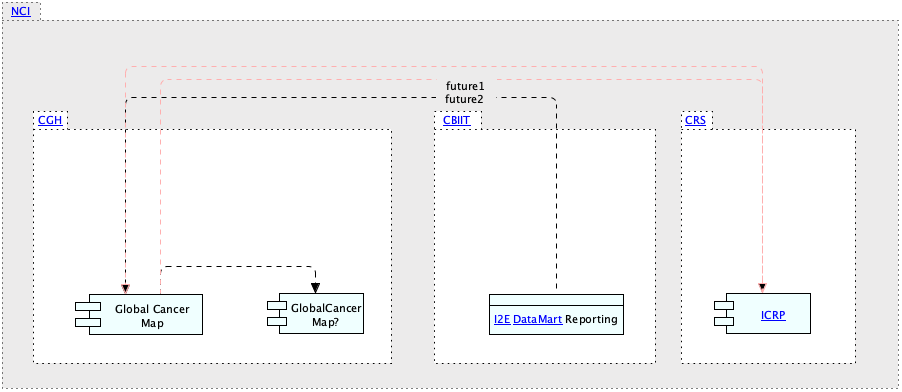 NCI
future1
future2
CGH
CBIIT
CRS
Global Cancer
Map
GlobalCancer
Map?
I2E DataMart Reporting
ICRP